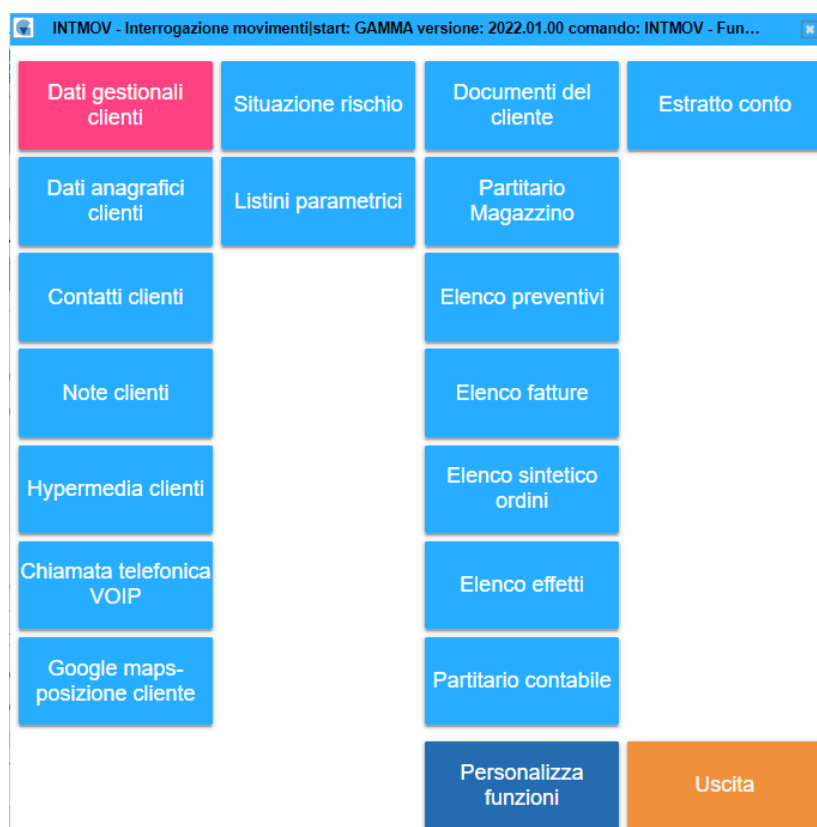 INTMOV - Interrogazione movimenti|start: GAMMA versione: 2022.01.00 comando: INTMOV - Fun...
Dati gestionali
clienti
Situazione rischio
Documenti del
cliente
Estratto conto
Dati anagrafici
clienti
Listini parametrici
Partitario
Magazzino
Contatti clienti
Elenco preventivi
Note clienti
Elenco fatture
Hypermedia clienti
Elenco sintetico
ordini
Chiamata telefonica
VOIP
Elenco effetti
Google maps-
posizione cliente
Partitario contabile
Personalizza
funzioni
Uscita